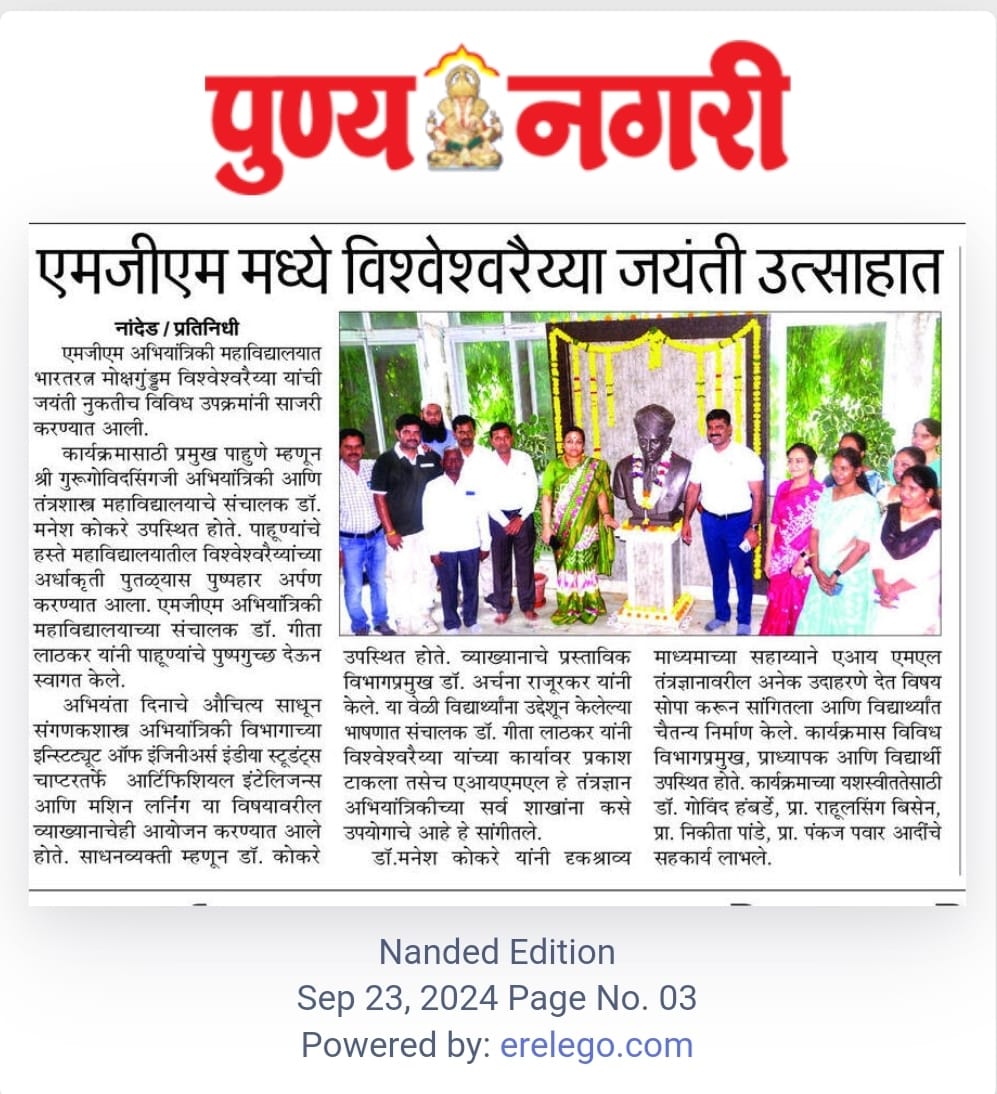 पुण्य नगरी
एमजीएम मध्ये विश्वेश्वरैय्या जयंती उत्साहात
नांदेड / प्रतिनिधी
एमजीएम अभियांत्रिकी महाविद्यालयात
भारतरत्न मोक्षगुंड्डम विश्वेश्वरैय्या यांची
जयंती नुकतीच विविध उपक्रमांनी साजरी
करण्यात आली.
कार्यक्रमासाठी प्रमुख पाहुणे म्हणून
श्री गुरूगोविदसिंगजी अभियांत्रिकी आणि
तंत्रशास्त्र महाविद्यालयाचे संचालक डॉ.
मनेश कोकरे उपस्थित होते. पाहूण्यांचे
हस्ते महाविद्यालयातील विश्वेश्वरैय्यांच्या
अर्धाकृती पुतळ्यास पुष्पहार अर्पण
करण्यात आला. एमजीएम अभियांत्रिकी
महाविद्यालयाच्या संचालक डॉ. गीता
लाठकर यांनी पाहूण्यांचे पुष्पगुच्छ देऊन
स्वागत केले.
अभियंता दिनाचे औचित्य साधून
संगणकशास्त्र अभियांत्रिकी विभागाच्या
इन्स्टिट्यूट ऑफ इंजिनीअर्स इंडीया स्टूडंट्स
चाप्टरतर्फे आर्टिफिशियल इंटेलिजन्स
आणि मशिन लर्निंग या विषयावरील
व्याख्यानाचेही आयोजन करण्यात आले
होते. साधनव्यक्ती म्हणून डॉ. कोकरे
उपस्थित होते. व्याख्यानाचे प्रस्ताविक
विभागप्रमुख डॉ. अर्चना राजूरकर यांनी
केले. या वेळी विद्यार्थ्यांना उद्देशून केलेल्या
भाषणात संचालक डॉ. गीता लाठकर यांनी
विश्वेश्वरैय्या यांच्या कार्यावर प्रकाश
टाकला तसेच एआयएमएल हे तंत्रज्ञान
अभियांत्रिकीच्या सर्व शाखांना कसे
उपयोगाचे आहे हे सांगीतले.
डॉ.मनेश कोकरे यांनी दृकश्राव्य
माध्यमाच्या सहाय्याने एआय एमएल
तंत्रज्ञानावरील अनेक उदाहरणे देत विषय
सोपा करून सांगितला आणि विद्यार्थ्यांत
चैतन्य निर्माण केले. कार्यक्रमास विविध
विभागप्रमुख, प्राध्यापक आणि विद्यार्थी
उपस्थित होते. कार्यक्रमाच्या यशस्वीततेसाठी
डॉ. गोविंद हंबर्डे, प्रा. राहूलसिंग बिसेन,
प्रा. निकीता पांडे, प्रा. पंकज पवार आदींचे
सहकार्य लाभले.
Nanded Edition
Sep 23, 2024 Page No. 03
Powered by: erelego.com